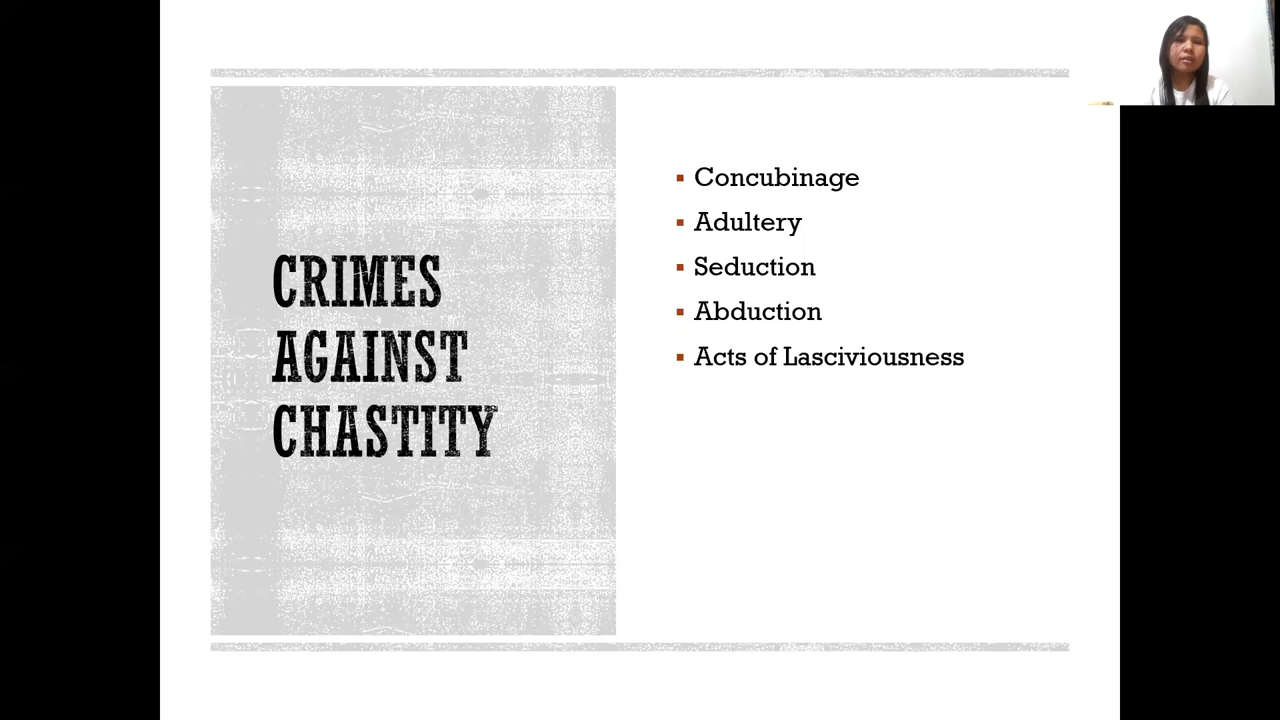 CRIMES
AGAINST
CHASTITY
Concubinage
Adultery
Seduction
Abduction
Acts of Lasciviousness